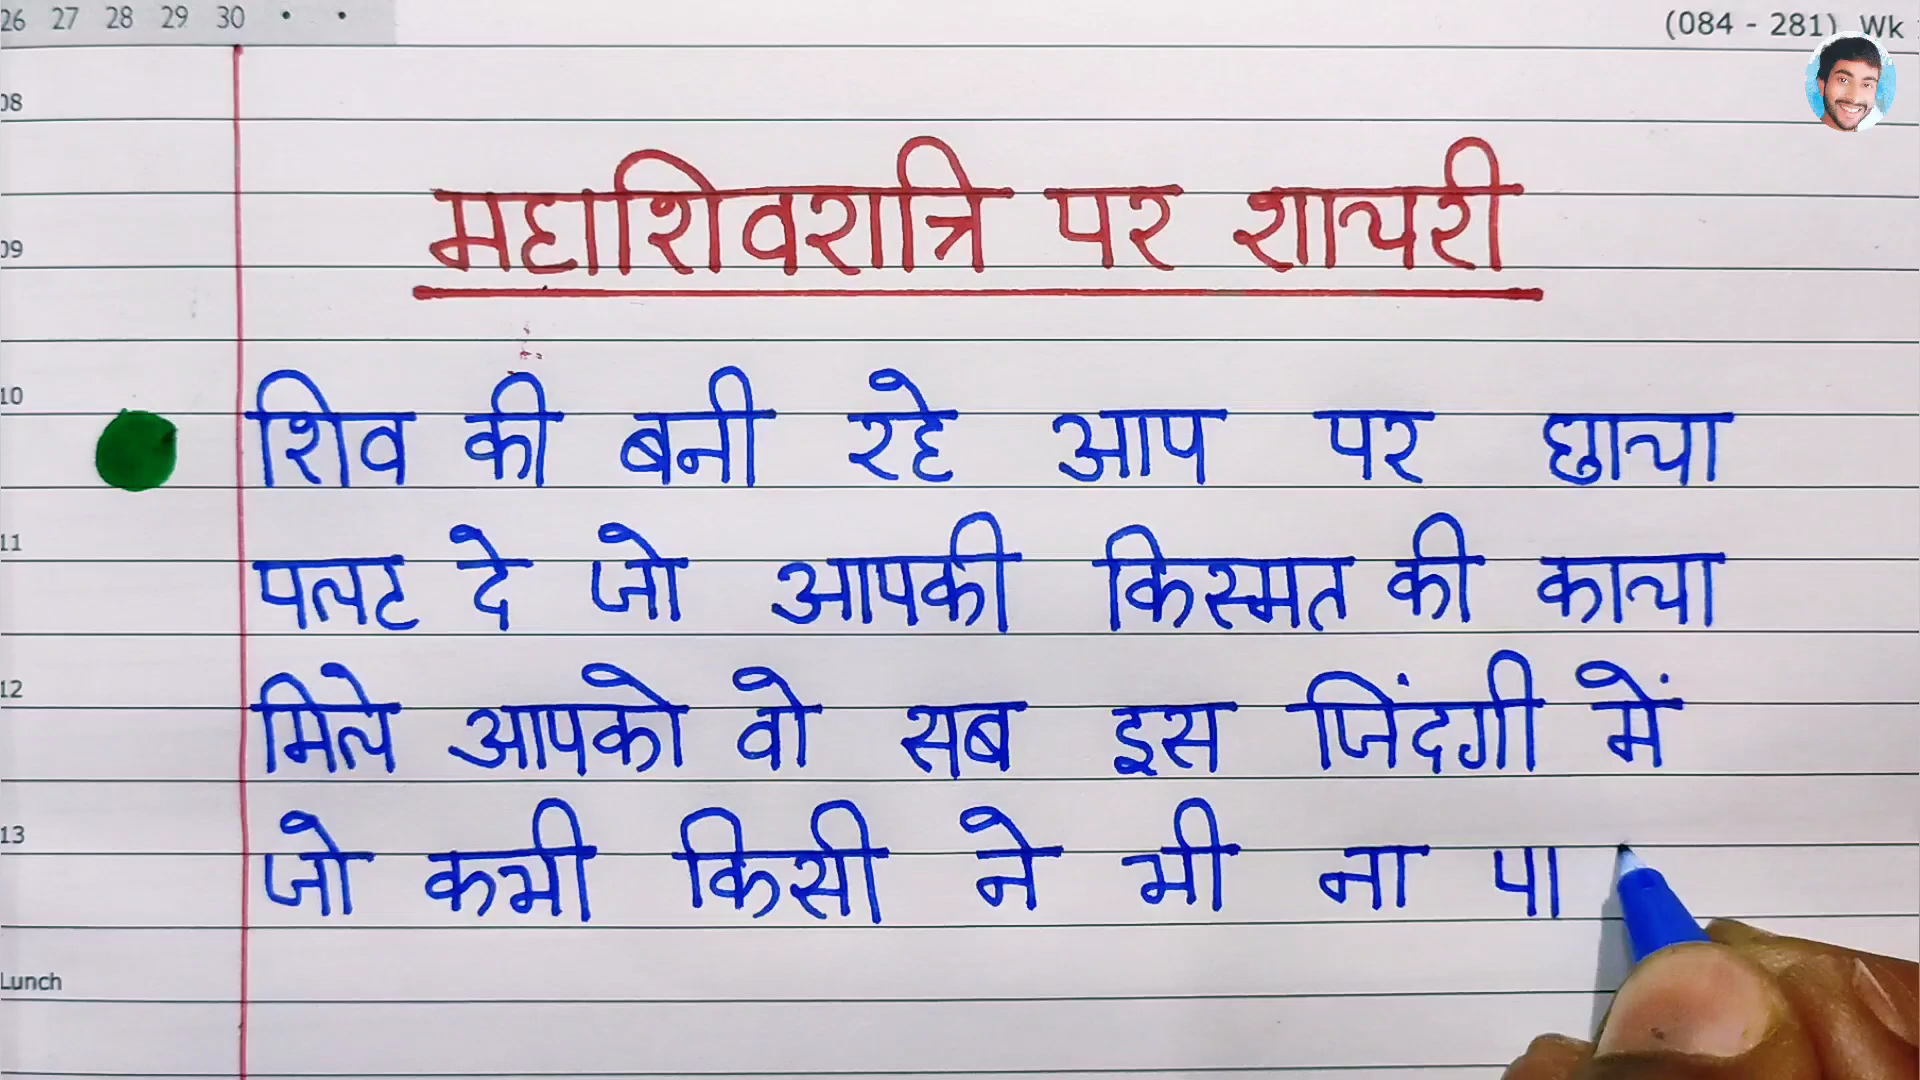 26 27 28 29 30 • •
(084 - 281) Wk
08
महाशिवरात्रि पर शायरी
09
10
शिव की बनी रहे आप पर छाया
11
पलट दे जो आपकी किस्मत की काया
12
मिले आपको वो सब इस जिंदगी में
13
जो कभी किसी ने भी ना पा
Lunch